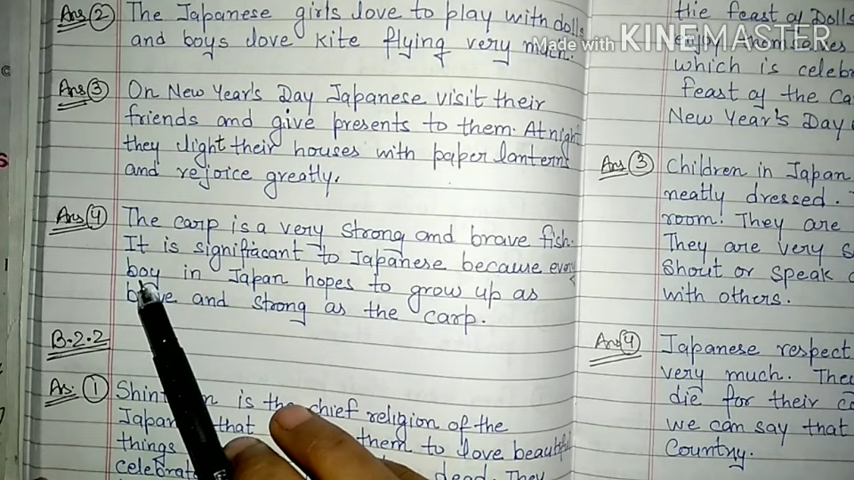 Ans② The Japanese girls love to play with dolls
and boys love kite flying very much.
Ans③ On New Year's Day Japanese visit their
friends and give presents to them. At night
they light their houses with paper lanterns
and rejoice greatly.
Ans④ The carp is a very strong and brave fish.
It is significant to Japanese because every
boy in Japan hopes to grow up as
and strong as the carp.
B-2.2
As. ① is the chief religion of the
that them to love beautiful
things
celebrate dead. They
Made with KINEMASTER
the feast of Dolls
which is celeb
feast of the Ca
New Year's Day
Ans③ Children in Japan
neatly dressed.
room. They are
They are very s
Shout or speak
with others.
Ans④ Japanese respect
very much. The
die for their co
we can say that
Country.